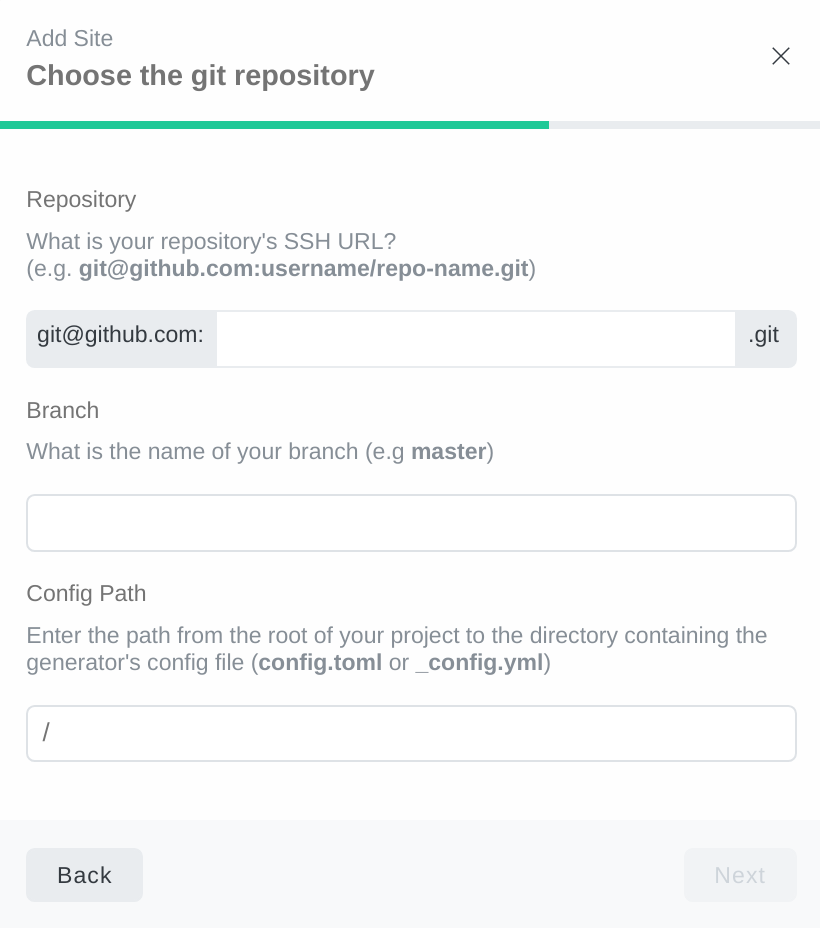 Add Site
Choose the git repository
Repository
What is your repository's SSH URL?
(e.g. git@github.com:username/repo-name.git)
git@github.com:
.git
Branch
What is the name of your branch (e.g master)
Config Path
Enter the path from the root of your project to the directory containing the
generator's config file (config.toml or _config.yml)
/
Back
Next